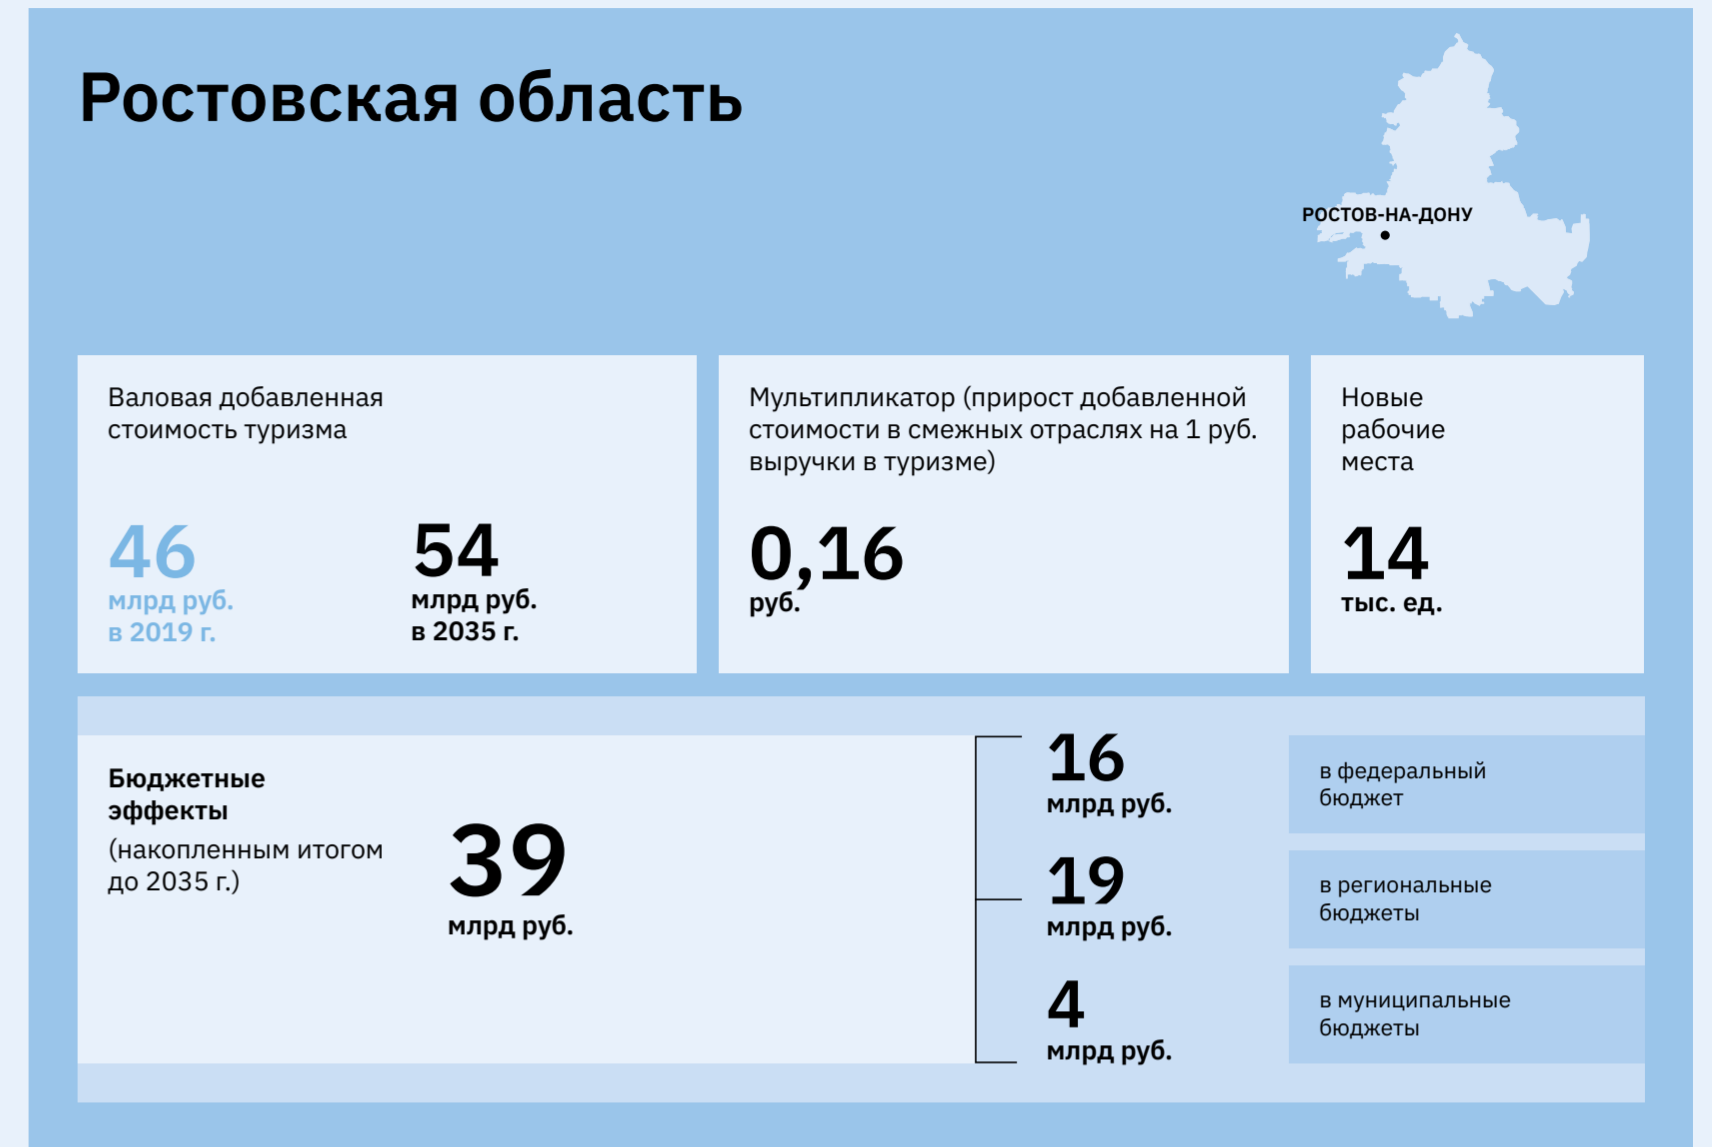 Ростовская область
РОСТОВ-НА-ДОНУ
Валовая добавленная
стоимость туризма
46
млрд руб.
в 2019 г.
54
млрд руб.
в 2035 г.
Мультипликатор (прирост добавленной
стоимости в смежных отраслях на 1 руб.
выручки в туризме)
0,16
руб.
Новые
рабочие
места
14
тыс. ед.
Бюджетные
эффекты
(накопленным итогом
до 2035 г.)
39
млрд руб.
16
млрд руб.
в федеральный
бюджет
19
млрд руб.
в региональные
бюджеты
4
млрд руб.
в муниципальные
бюджеты